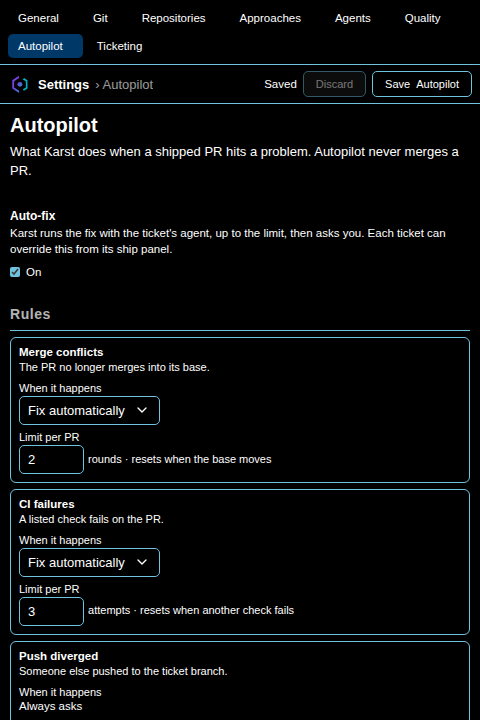 General Git Repositories Approaches Agents Quality
Autopilot Ticketing
Settings › Autopilot Saved Discard Save Autopilot
Autopilot
What Karst does when a shipped PR hits a problem. Autopilot never merges a
PR.
Auto-fix
Karst runs the fix with the ticket's agent, up to the limit, then asks you. Each ticket can
override this from its ship panel.
On
Rules
Merge conflicts
The PR no longer merges into its base.
When it happens
Fix automatically
Limit per PR
2 rounds · resets when the base moves
CI failures
A listed check fails on the PR.
When it happens
Fix automatically
Limit per PR
3 attempts · resets when another check fails
Push diverged
Someone else pushed to the ticket branch.
When it happens
Always asks